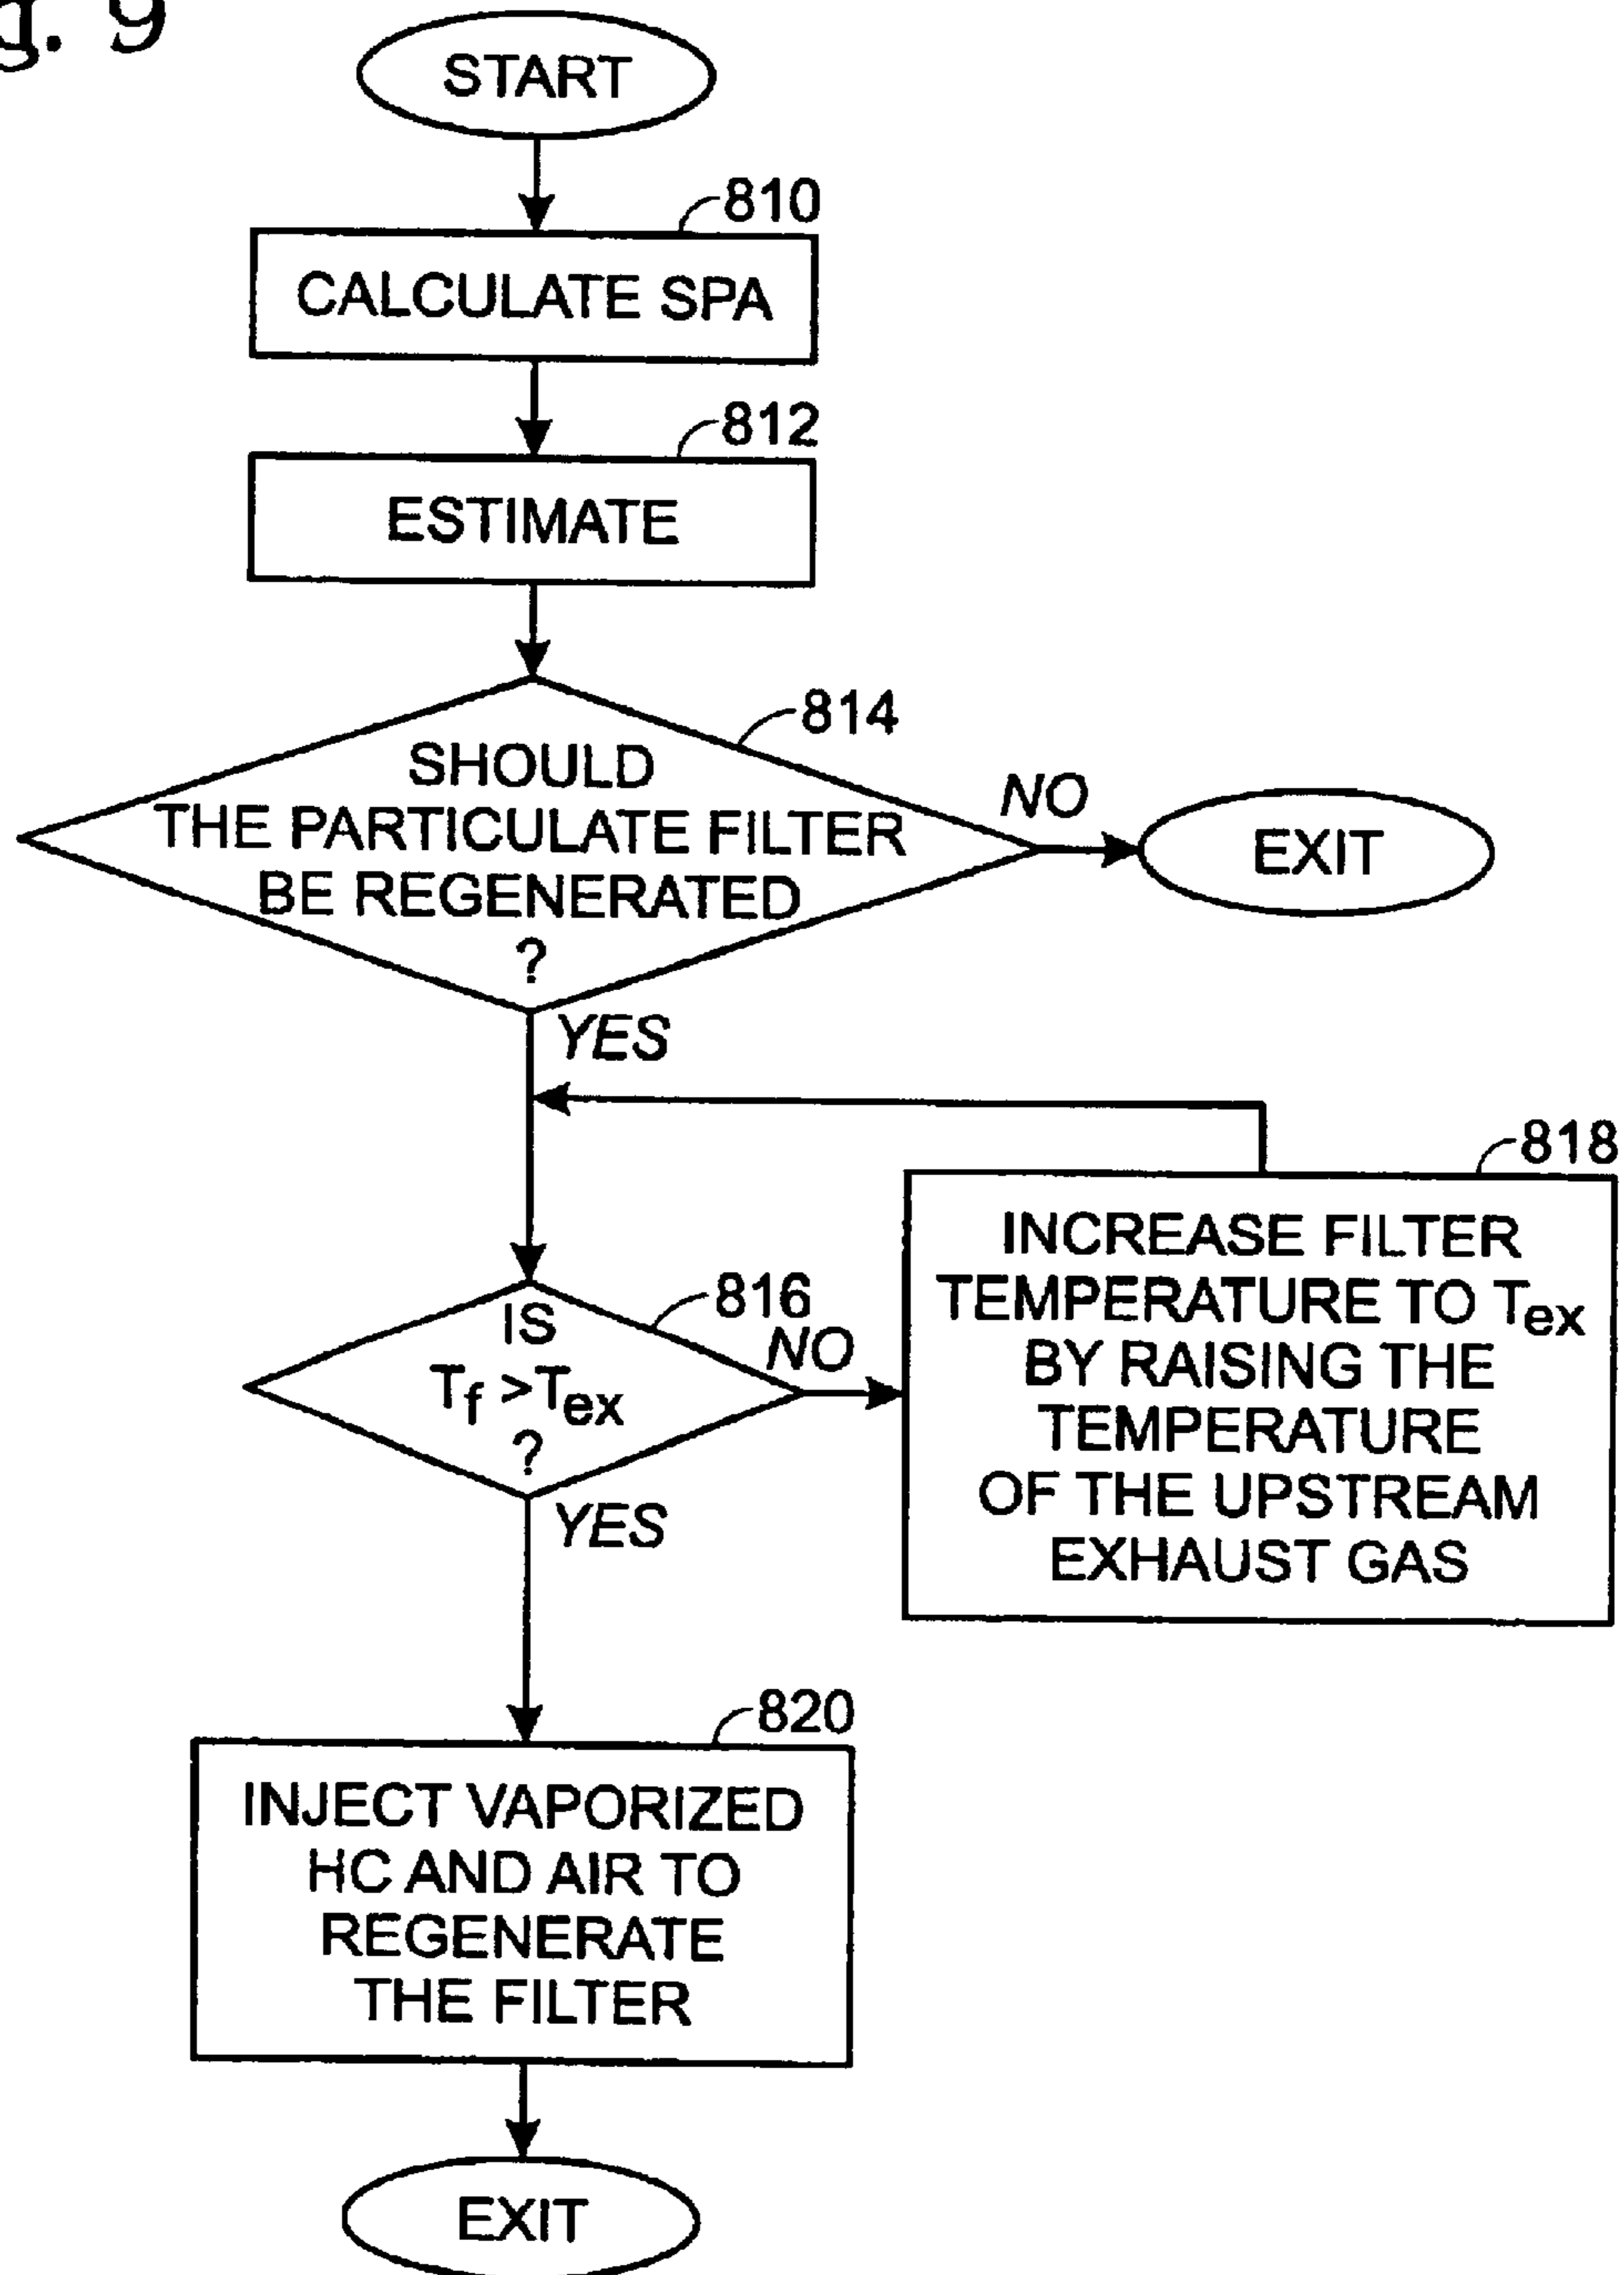 g. 9
START
810
CALCULATE SPA
812
ESTIMATE
814
SHOULD
THE PARTICULATE FILTER
BE REGENERATED
?
NO
EXIT
YES
818
INCREASE FILTER
TEMPERATURE TO Tex
BY RAISING THE
TEMPERATURE
OF THE UPSTREAM
EXHAUST GAS
816
IS
Tf >Tex
?
NO
YES
820
INJECT VAPORIZED
HC AND AIR TO
REGENERATE
THE FILTER
EXIT